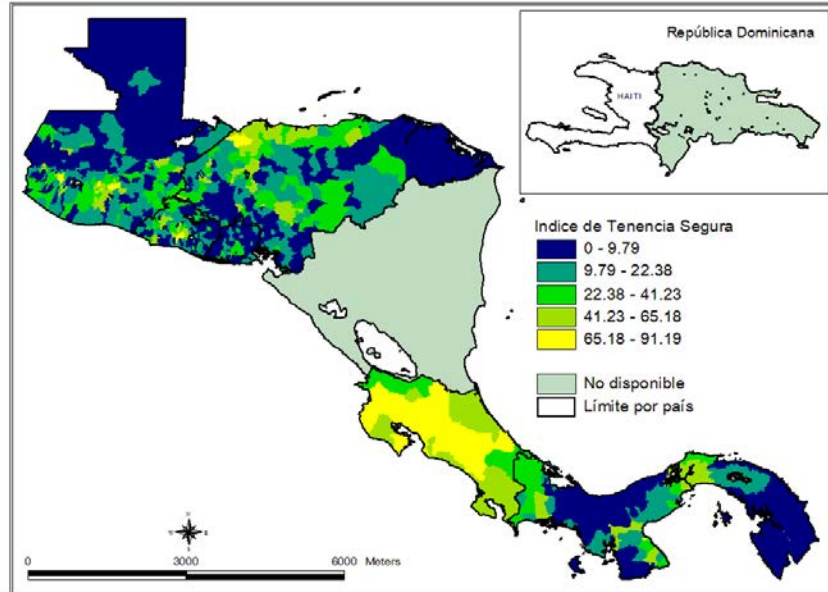 República Dominicana
HAITI
Indice de Tenencia Segura
0 - 9.79
9.79 - 22.38
22.38 - 41.23
41.23 - 65.18
65.18 - 91.19
No disponible
Límite por país
0 3000 6000 Meters